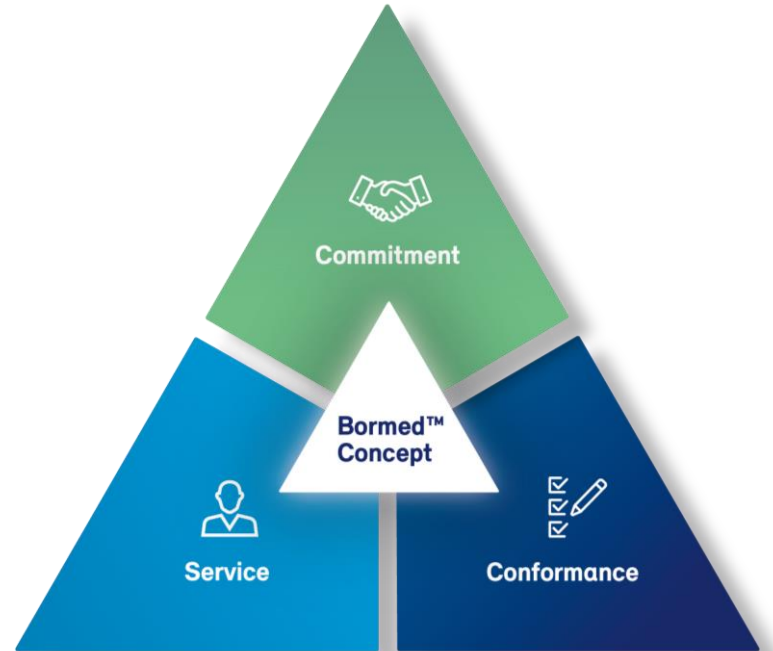 Commitment
Bormed™
Concept
Service
Conformance